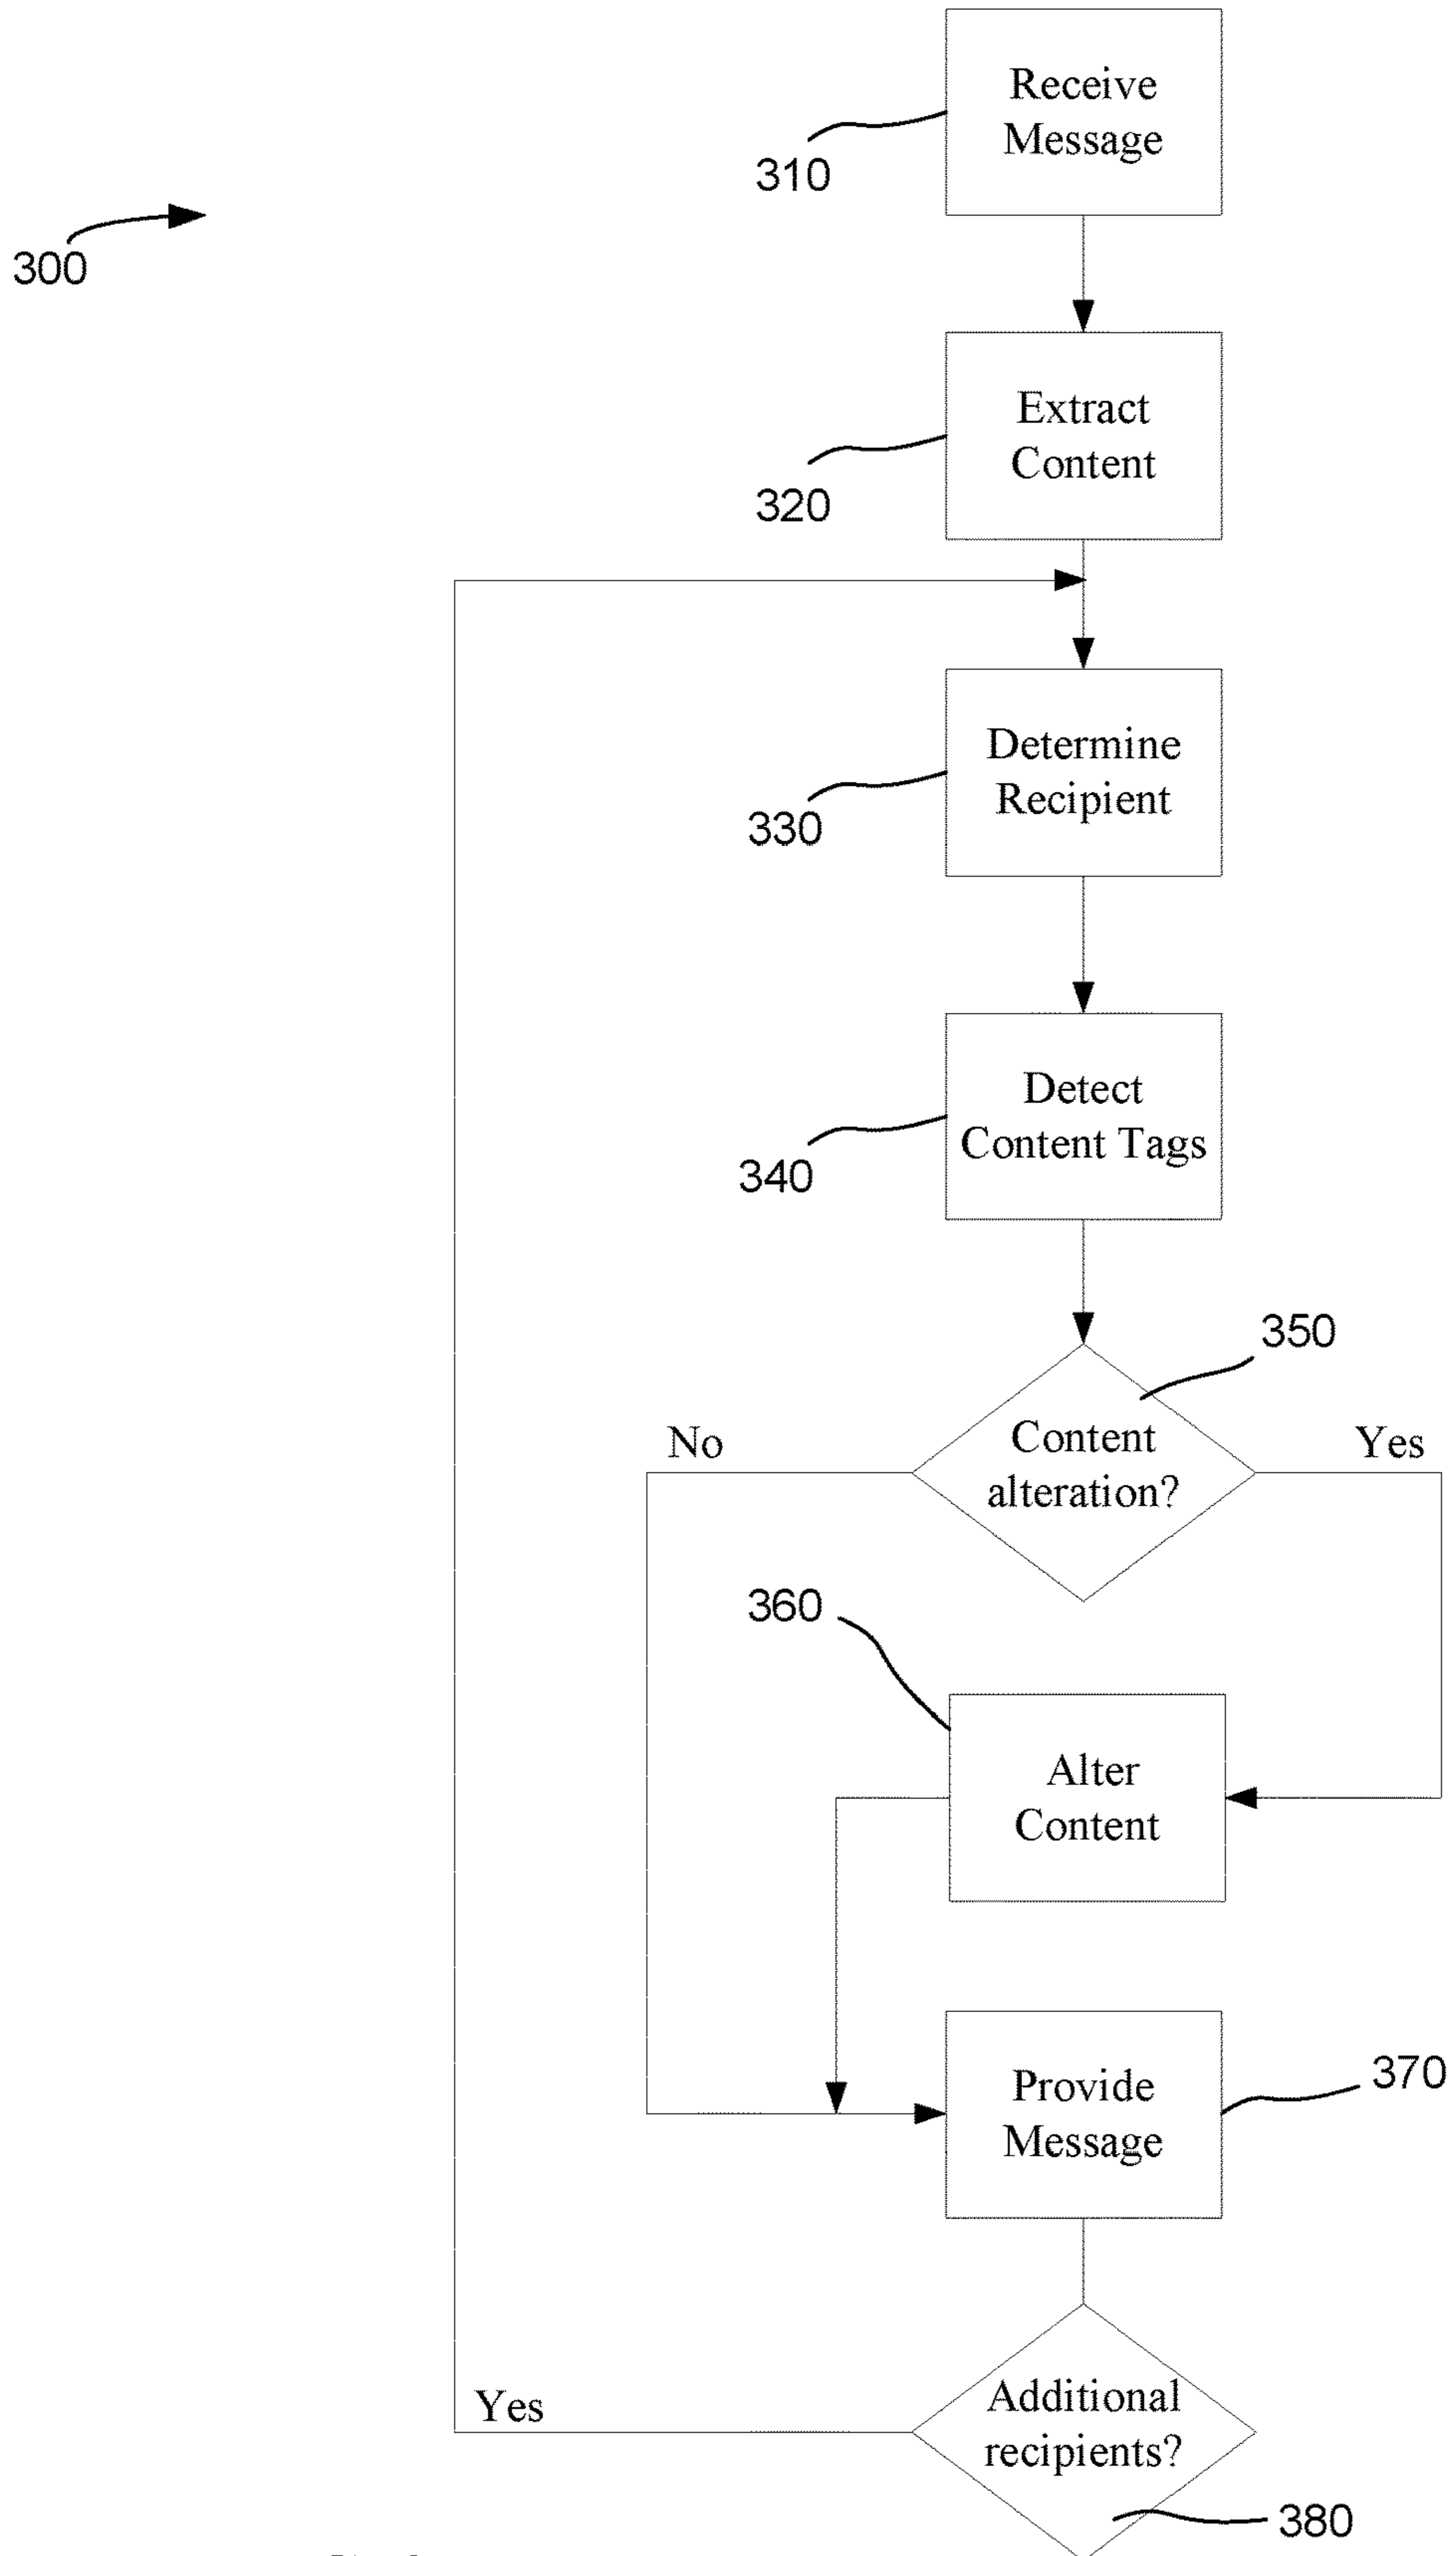 Receive
Message
310
300
Extract
Content
320
Determine
Recipient
330
Detect
Content Tags
340
350
Content
alteration?
No
Yes
360
Alter
Content
Provide
Message
370
Additional
recipients?
Yes
380